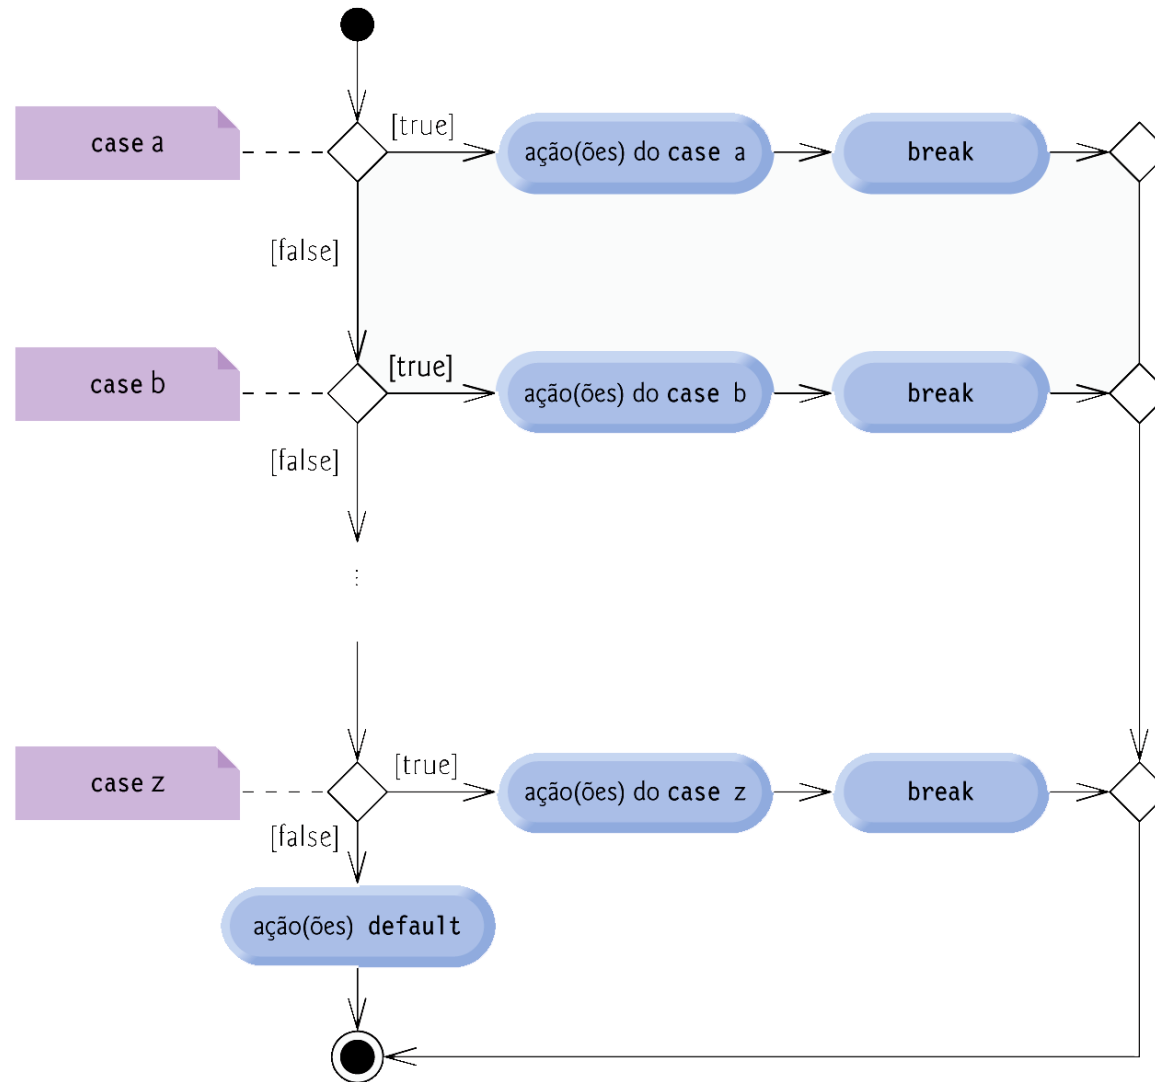 case a
[true]
ação(ões) do case a
break
[false]
case b
[true]
ação(ões) do case b
break
[false]
...
case z
[true]
ação(ões) do case z
break
[false]
ação(ões) default